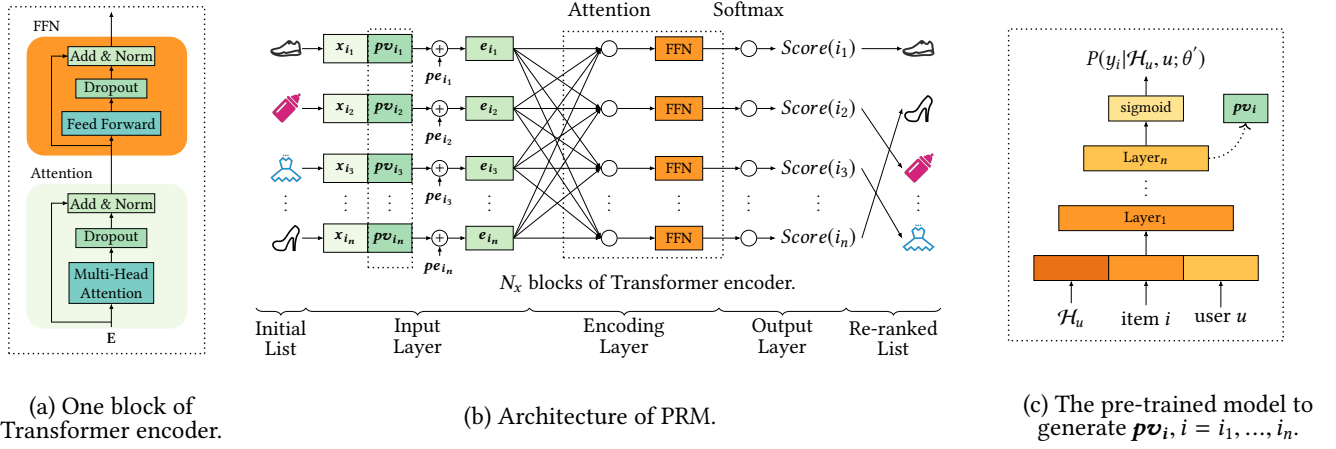 FFN
Add & Norm
Dropout
Feed Forward
Attention
Add & Norm
Dropout
Multi-Head
Attention
E
(a) One block of
Transformer encoder.
Attention
Softmax
x_{i_1} pv_{i_1} e_{i_1} FFN Score(i_1)
pe_{i_1}
x_{i_2} pv_{i_2} e_{i_2} FFN Score(i_2)
pe_{i_2}
x_{i_3} pv_{i_3} e_{i_3} FFN Score(i_3)
pe_{i_3}
x_{i_n} pv_{i_n} e_{i_n} FFN Score(i_n)
pe_{i_n}
N_x blocks of Transformer encoder.
Initial
List
Input
Layer
Encoding
Layer
Output
Layer
Re-ranked
List
(b) Architecture of PRM.
P(y_i|ℋ_u, u; θ')
sigmoid
pv_i
Layer_n
Layer_1
ℋ_u
item i
user u
(c) The pre-trained model to
generate pv_i, i = i_1, ..., i_n.